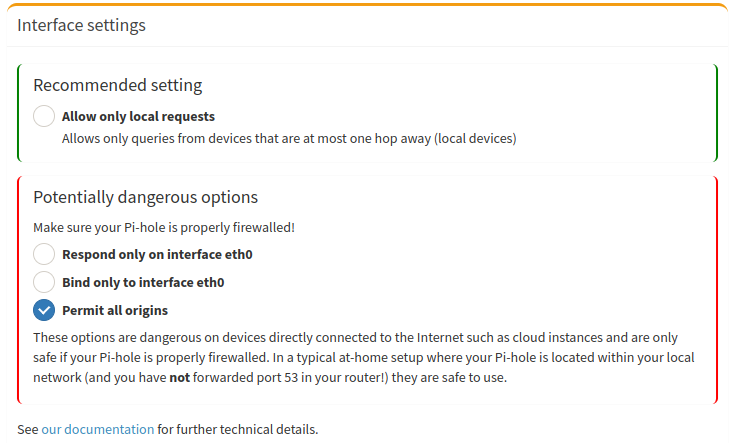 Interface settings
Recommended setting
Allow only local requests
Allows only queries from devices that are at most one hop away (local devices)
Potentially dangerous options
Make sure your Pi-hole is properly firewalled!
Respond only on interface eth0
Bind only to interface eth0
Permit all origins
These options are dangerous on devices directly connected to the Internet such as cloud instances and are only
safe if your Pi-hole is properly firewalled. In a typical at-home setup where your Pi-hole is located within your local
network (and you have not forwarded port 53 in your router!) they are safe to use.
See our documentation for further technical details.